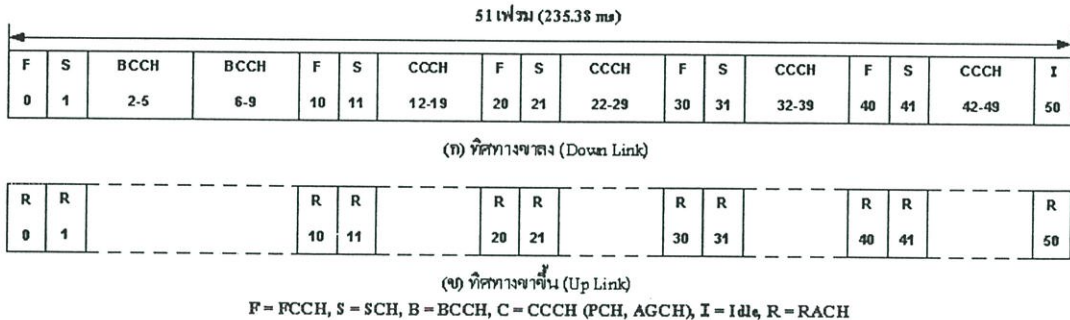 51 เฟรม (235.38 ms)
F S BCCH BCCH F S CCCH F S CCCH F S CCCH F S CCCH I
0 1 2-5 6-9 10 11 12-19 20 21 22-29 30 31 32-39 40 41 42-49 50
(ก) ทิศทางขาลง (Down Link)
R R R R R R R R R R R
0 1 10 11 20 21 30 31 40 41 50
(ข) ทิศทางขาขึ้น (Up Link)
F = FCCH, S = SCH, B = BCCH, C = CCCH (PCH, AGCH), I = Idle, R = RACH